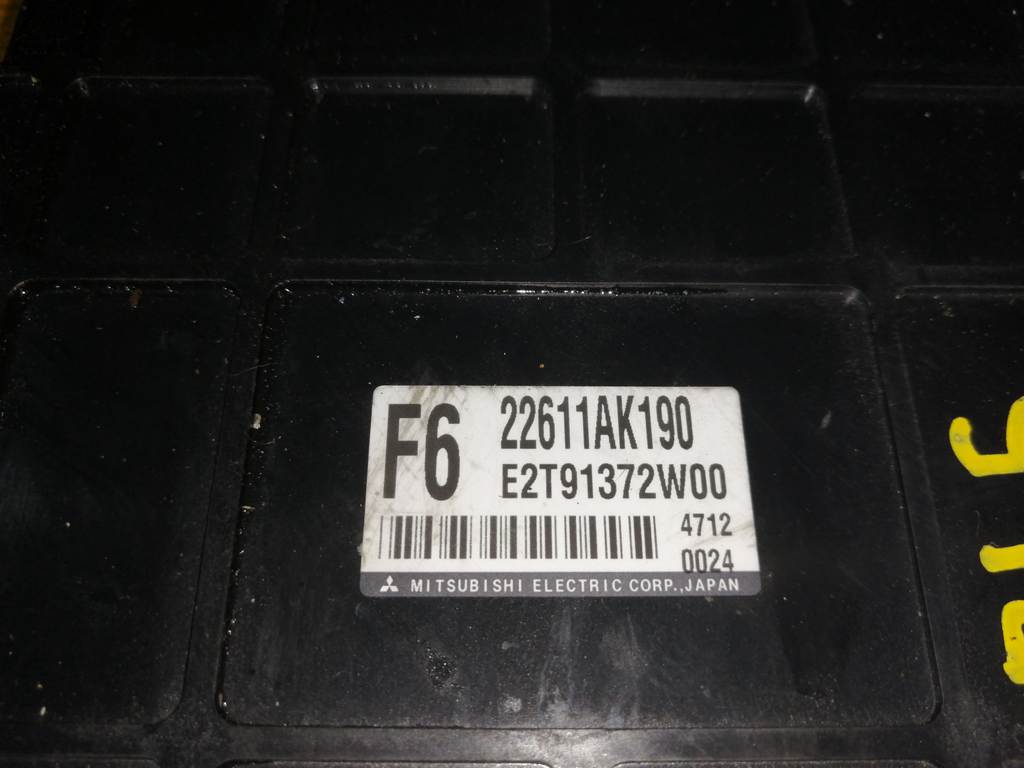 F6
22611AK190
E2T91372W00
4712
0024
MITSUBISHI ELECTRIC CORP.,JAPAN